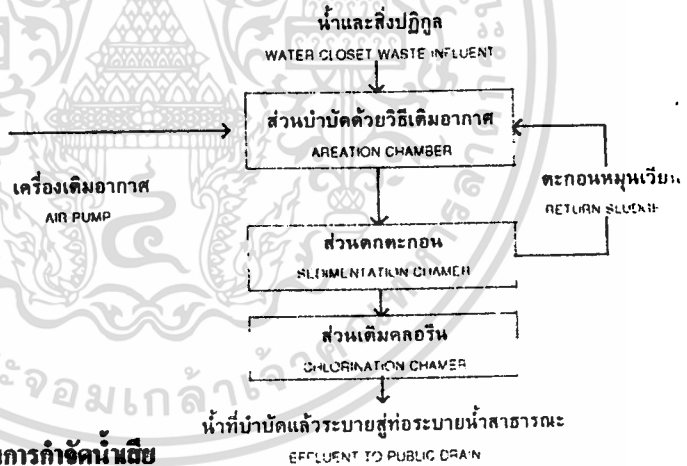 น้ำและสิ่งปฏิกูล
WATER CLOSET WASTE INFLUENT
ส่วนบำบัดด้วยวิธีเติมอากาศ
AREATION CHAMBER
เครื่องเติมอากาศ
AIR PUMP
ตะกอนหมุนเวียน
RETURN SLUDGE
ส่วนตกตะกอน
SEDIMENTATION CHAMER
ส่วนเติมคลอรีน
CHLORINATION CHAMER
น้ำที่บำบัดแล้วระบายสู่ท่อระบายน้ำสาธารณะ
EFFLUENT TO PUBLIC DRAIN
การกำจัดน้ำเสีย